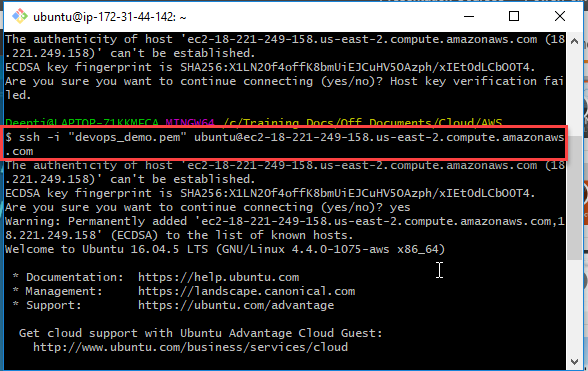 ubuntu@ip-172-31-44-142: ~
The authenticity of host 'ec2-18-221-249-158.us-east-2.compute.amazonaws.com (18
.221.249.158)' can't be established.
ECDSA key fingerprint is SHA256:X1LN2Of4offK8bmUiEJCuHV5OAzph/xIEtOdLCbOOT4.
Are you sure you want to continue connecting (yes/no)? Host key verification fai
led.
Deepti@LAPTOP-Z1KKMECA MINGW64 /c/Training Docs/Off Documents/Cloud/AWS
$ ssh -i "devops_demo.pem" ubuntu@ec2-18-221-249-158.us-east-2.compute.amazonaws
.com
The authenticity of host 'ec2-18-221-249-158.us-east-2.compute.amazonaws.com (18
.221.249.158)' can't be established.
ECDSA key fingerprint is SHA256:X1LN2Of4offK8bmUiEJCuHV5OAzph/xIEtOdLCbOOT4.
Are you sure you want to continue connecting (yes/no)? yes
Warning: Permanently added 'ec2-18-221-249-158.us-east-2.compute.amazonaws.com,1
8.221.249.158' (ECDSA) to the list of known hosts.
Welcome to Ubuntu 16.04.5 LTS (GNU/Linux 4.4.0-1075-aws x86_64)
* Documentation: https://help.ubuntu.com
* Management: https://landscape.canonical.com
* Support: https://ubuntu.com/advantage
Get cloud support with Ubuntu Advantage Cloud Guest:
http://www.ubuntu.com/business/services/cloud